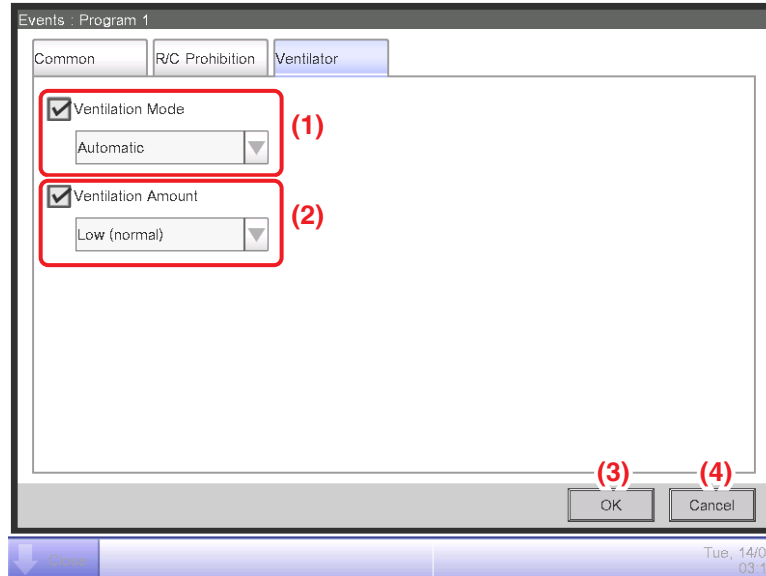 Events : Program 1
Common
R/C Prohibition
Ventilator
Ventilation Mode
(1)
Automatic
Ventilation Amount
(2)
Low (normal)
(3)
(4)
OK
Cancel
Close
Tue, 14/0
03:1